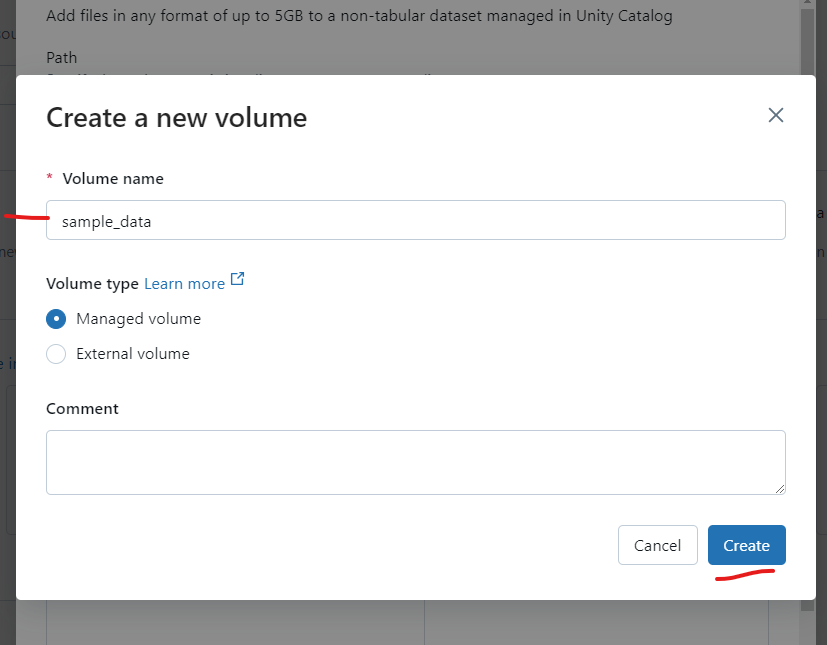 Add files in any format of up to 5GB to a non-tabular dataset managed in Unity Catalog
Path
Create a new volume
* Volume name
sample_data
Volume type Learn more
Managed volume
External volume
Comment
Cancel Create